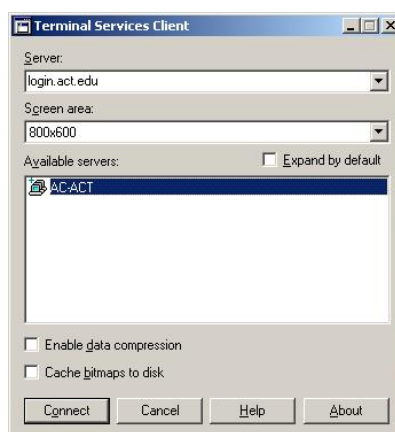 Terminal Services Client
Server:
login.act.edu
Screen area:
800x600
Available servers:
Expand by default
AC-ACT
Enable data compression
Cache bitmaps to disk
Connect
Cancel
Help
About